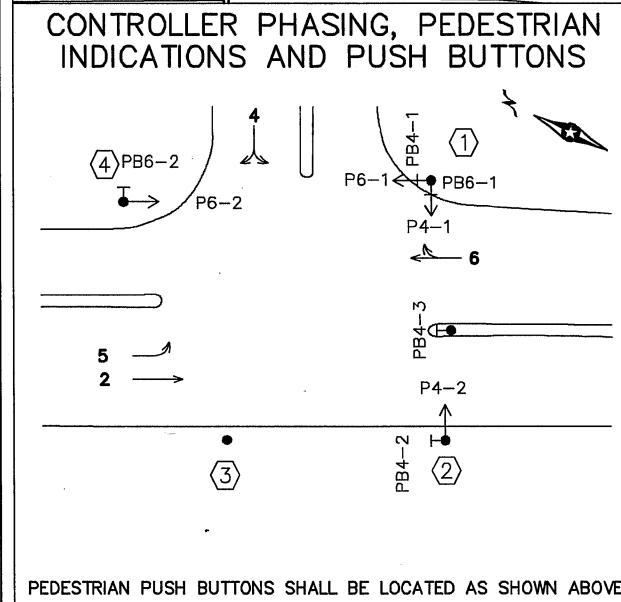 CONTROLLER PHASING, PEDESTRIAN
INDICATIONS AND PUSH BUTTONS
4
PB4-1
1
4
PB6-2
P6-1
PB6-1
P6-2
P4-1
6
PB4-3
5
2
P4-2
PB4-2
3
2
PEDESTRIAN PUSH BUTTONS SHALL BE LOCATED AS SHOWN ABOVE